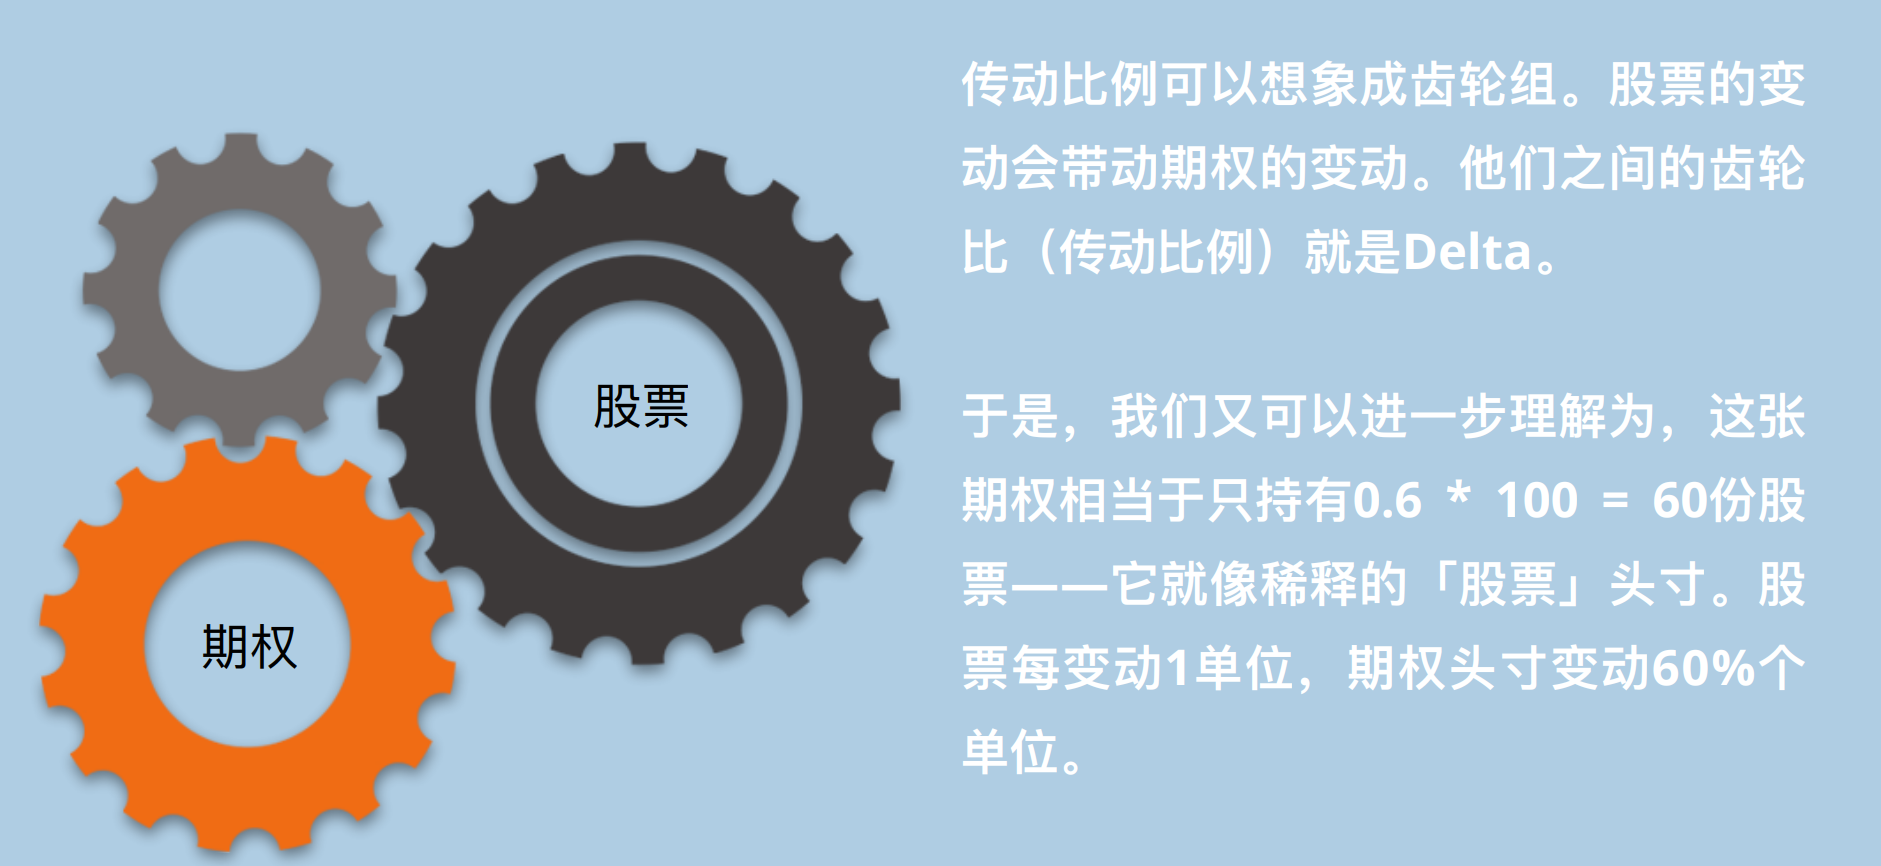 股票
期权
传动比例可以想象成齿轮组。股票的变
动会带动期权的变动。他们之间的齿轮
比（传动比例）就是Delta。
于是，我们又可以进一步理解为，这张
期权相当于只持有0.6 * 100 = 60份股
票——它就像稀释的「股票」头寸。股
票每变动1单位，期权头寸变动60%个
单位。